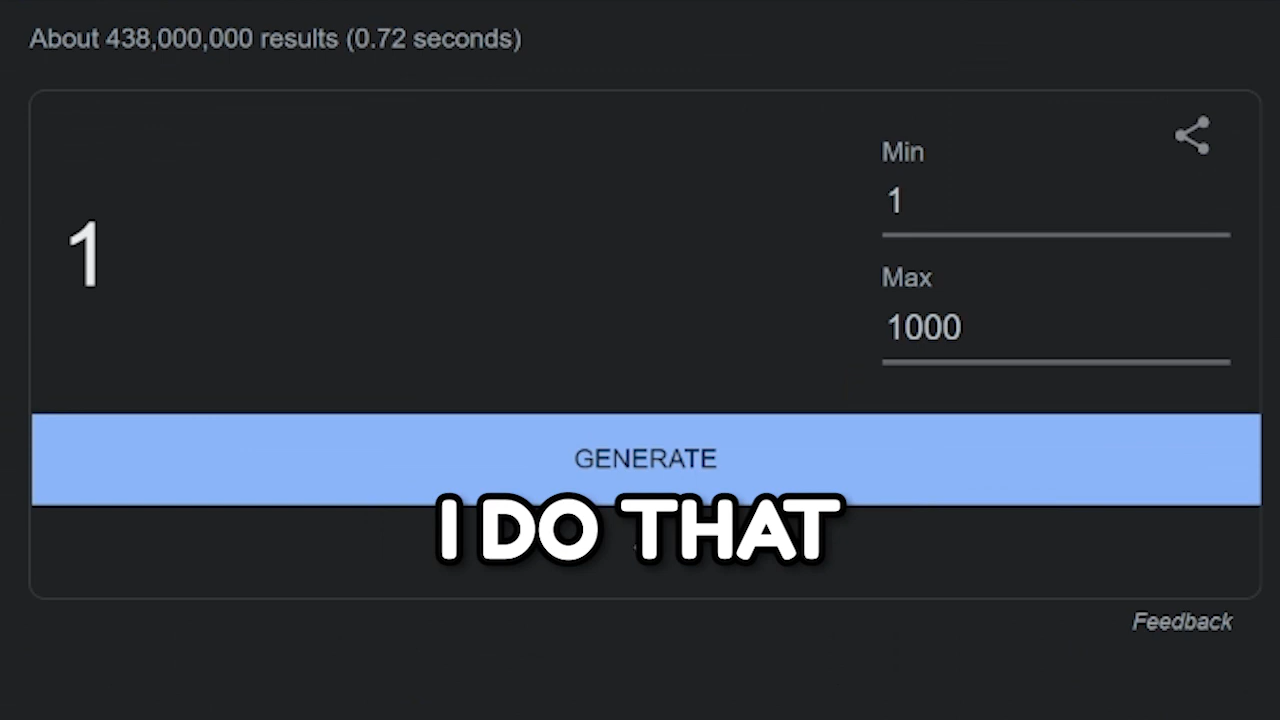 About 438,000,000 results (0.72 seconds)
1
Min
1
Max
1000
GENERATE
I DO THAT
Feedback